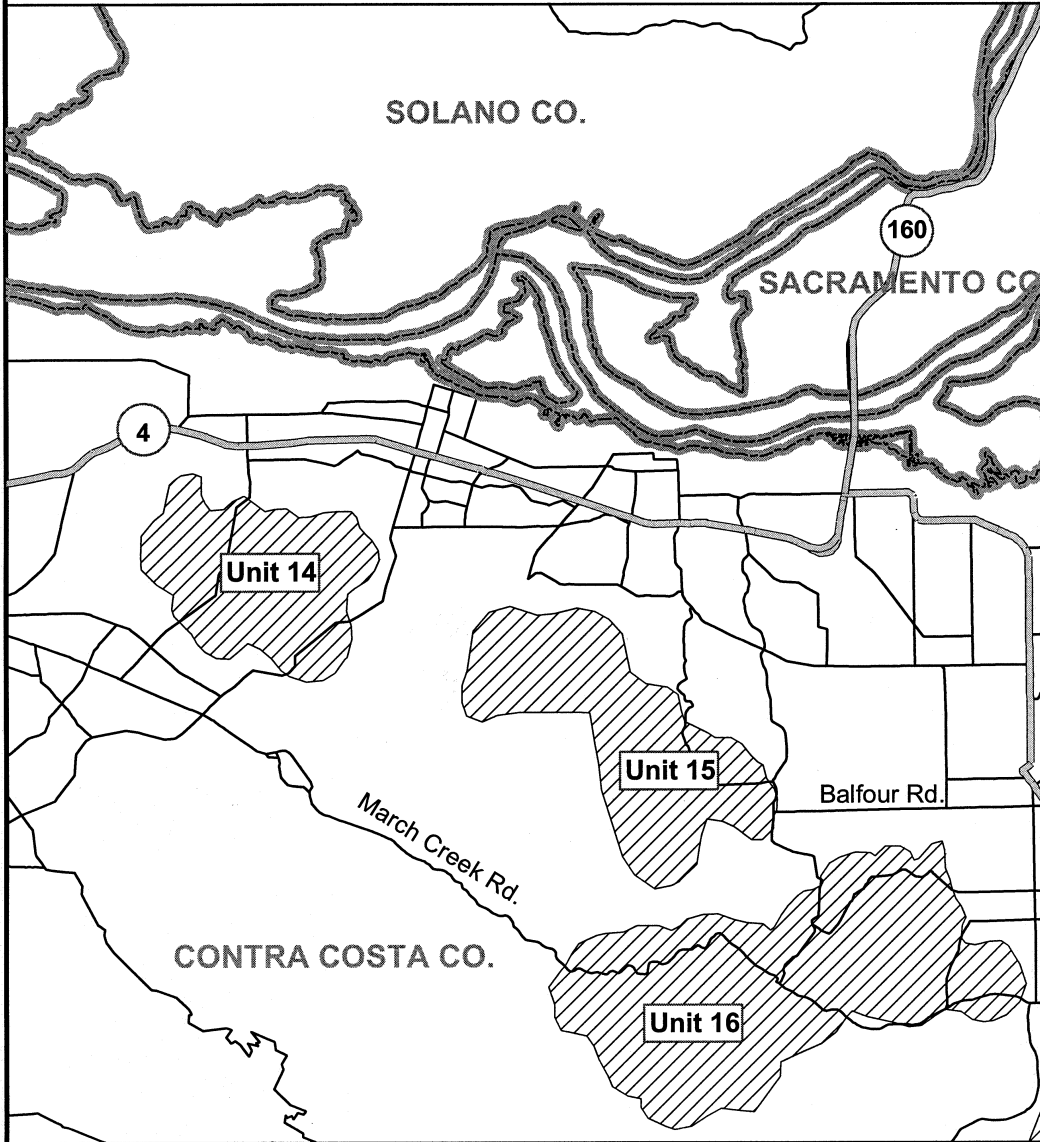 SOLANO CO.
160
SACRAMENTO CO
4
Unit 14
Unit 15
Balfour Rd.
March Creek Rd.
CONTRA COSTA CO.
Unit 16